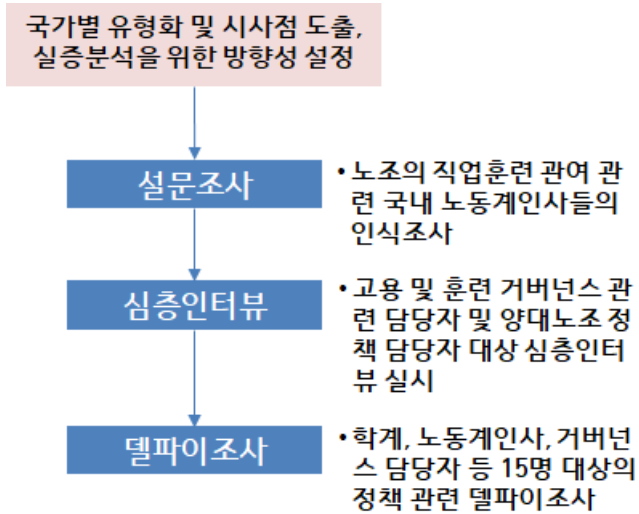 국가별 유형화 및 시사점 도출,
실증분석을 위한 방향성 설정
설문조사
• 노조의 직업훈련 관여 관
련 국내 노동계인사들의
인식조사
심층인터뷰
• 고용 및 훈련 거버넌스 관
련 담당자 및 양대노조 정
책 담당자 대상 심층인터
뷰 실시
델파이조사
• 학계, 노동계인사, 거버넌
스 담당자 등 15명 대상의
정책 관련 델파이조사